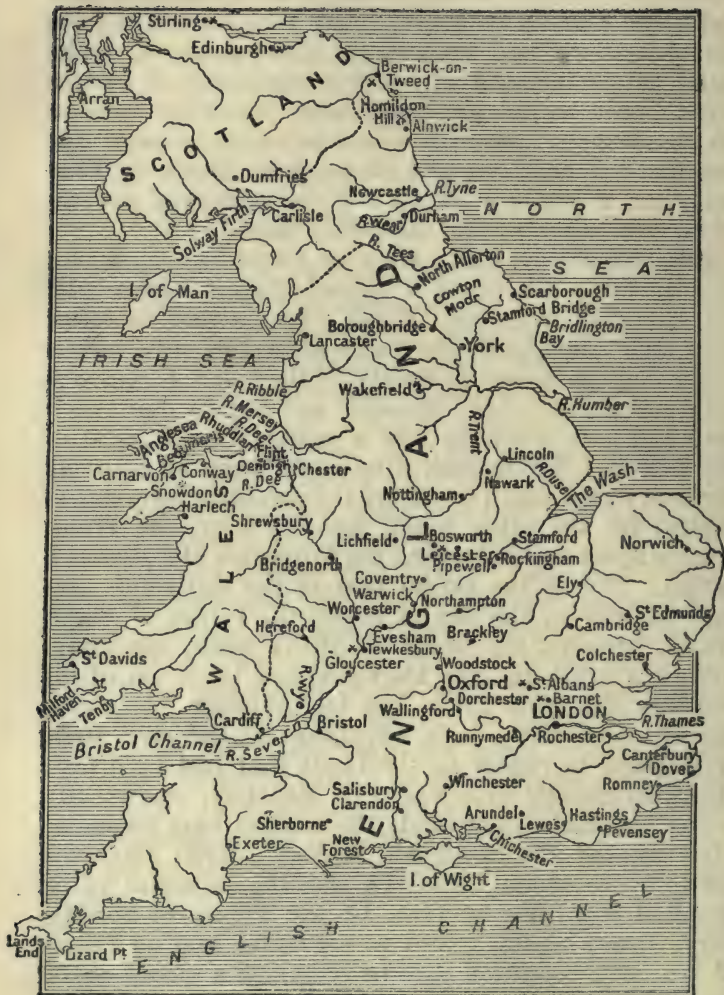 Stirling
Edinburgh
Berwick-on-
Tweed
Arran
SCOTLAND
Homildon
Hill
Alnwick
Dumfries
Newcastle
R.Tyne
NORTH
SEA
Solway Firth
Carlisle
R.Wear
Durham
R. Tees
I. of Man
North Allerton
Cowton
Moor
Scarborough
Stamford Bridge
Bridlington
Bay
Boroughbridge
Lancaster
York
IRISH SEA
R.Ribble
Wakefield
R.Humber
R.Mersey
R.Dee
Anglesea
Rhuddlan
Beaumaris
Flint
Chester
R.Trent
Lincoln
Carnarvon
Conway
Denbigh
R. Dee
Newark
R.Ouse
The Wash
Snowdon
Harlech
Nottingham
Shrewsbury
Lichfield
Bosworth
Stamford
Norwich
Leicester
Rockingham
Bridgenorth
Pipewell
Coventry
Ely
Warwick
Worcester
Northampton
St Edmunds
WALES
Hereford
Evesham
Brackley
Cambridge
Tewkesbury
St Davids
Gloucester
Woodstock
Colchester
R.Wye
Oxford
St Albans
Milford
Haven
Tenby
Dorchester
Barnet
Wallingford
LONDON
Cardiff
Bristol
R.Thames
Bristol Channel
R.Severn
Runnymede
Rochester
Canterbury
Dover
Salisbury
Winchester
Romney
Clarendon
Sherborne
Arundel
Lewes
Hastings
Exeter
New
Forest
Pevensey
Chichester
ENGLAND
I.of Wight
Lands
End
Lizard Pt
ENGLISH CHANNEL